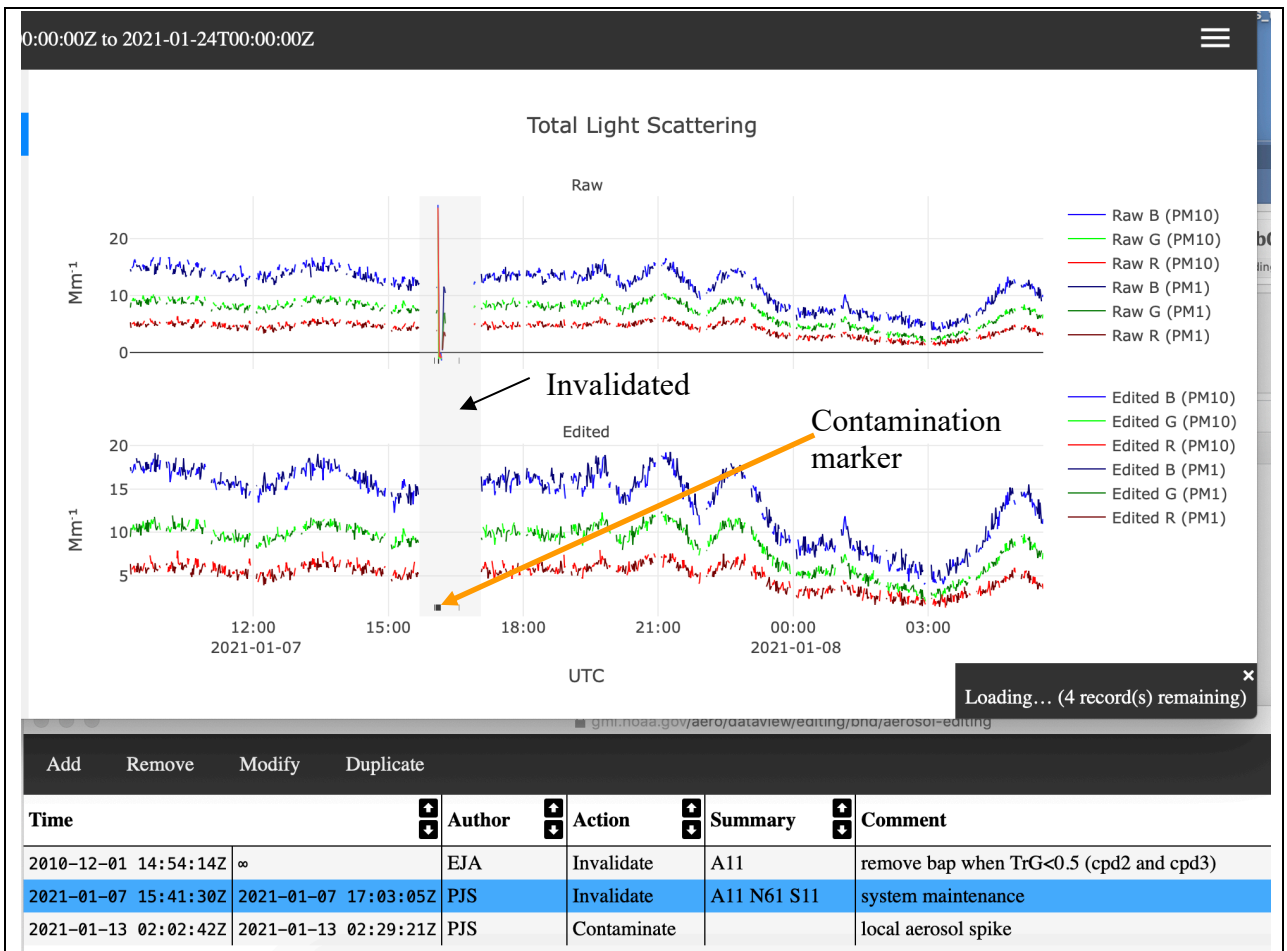 0:00:00Z to 2021-01-24T00:00:00Z
Total Light Scattering
Raw
20
10
0
Mm-1
Raw B (PM10)
Raw G (PM10)
Raw R (PM10)
Raw B (PM1)
Raw G (PM1)
Raw R (PM1)
Invalidated
Contamination
marker
Edited
20
15
10
5
Mm-1
Edited B (PM10)
Edited G (PM10)
Edited R (PM10)
Edited B (PM1)
Edited G (PM1)
Edited R (PM1)
12:00 15:00 18:00 21:00 00:00 03:00
2021-01-07 2021-01-08
UTC
Loading... (4 record(s) remaining)
gml.noaa.gov/aero/dataview/editing/bnd/aerosol-editing
Add Remove Modify Duplicate
Time Author Action Summary Comment
2010-12-01 14:54:14Z ∞ EJA Invalidate A11 remove bap when TrG<0.5 (cpd2 and cpd3)
2021-01-07 15:41:30Z 2021-01-07 17:03:05Z PJS Invalidate A11 N61 S11 system maintenance
2021-01-13 02:02:42Z 2021-01-13 02:29:21Z PJS Contaminate local aerosol spike